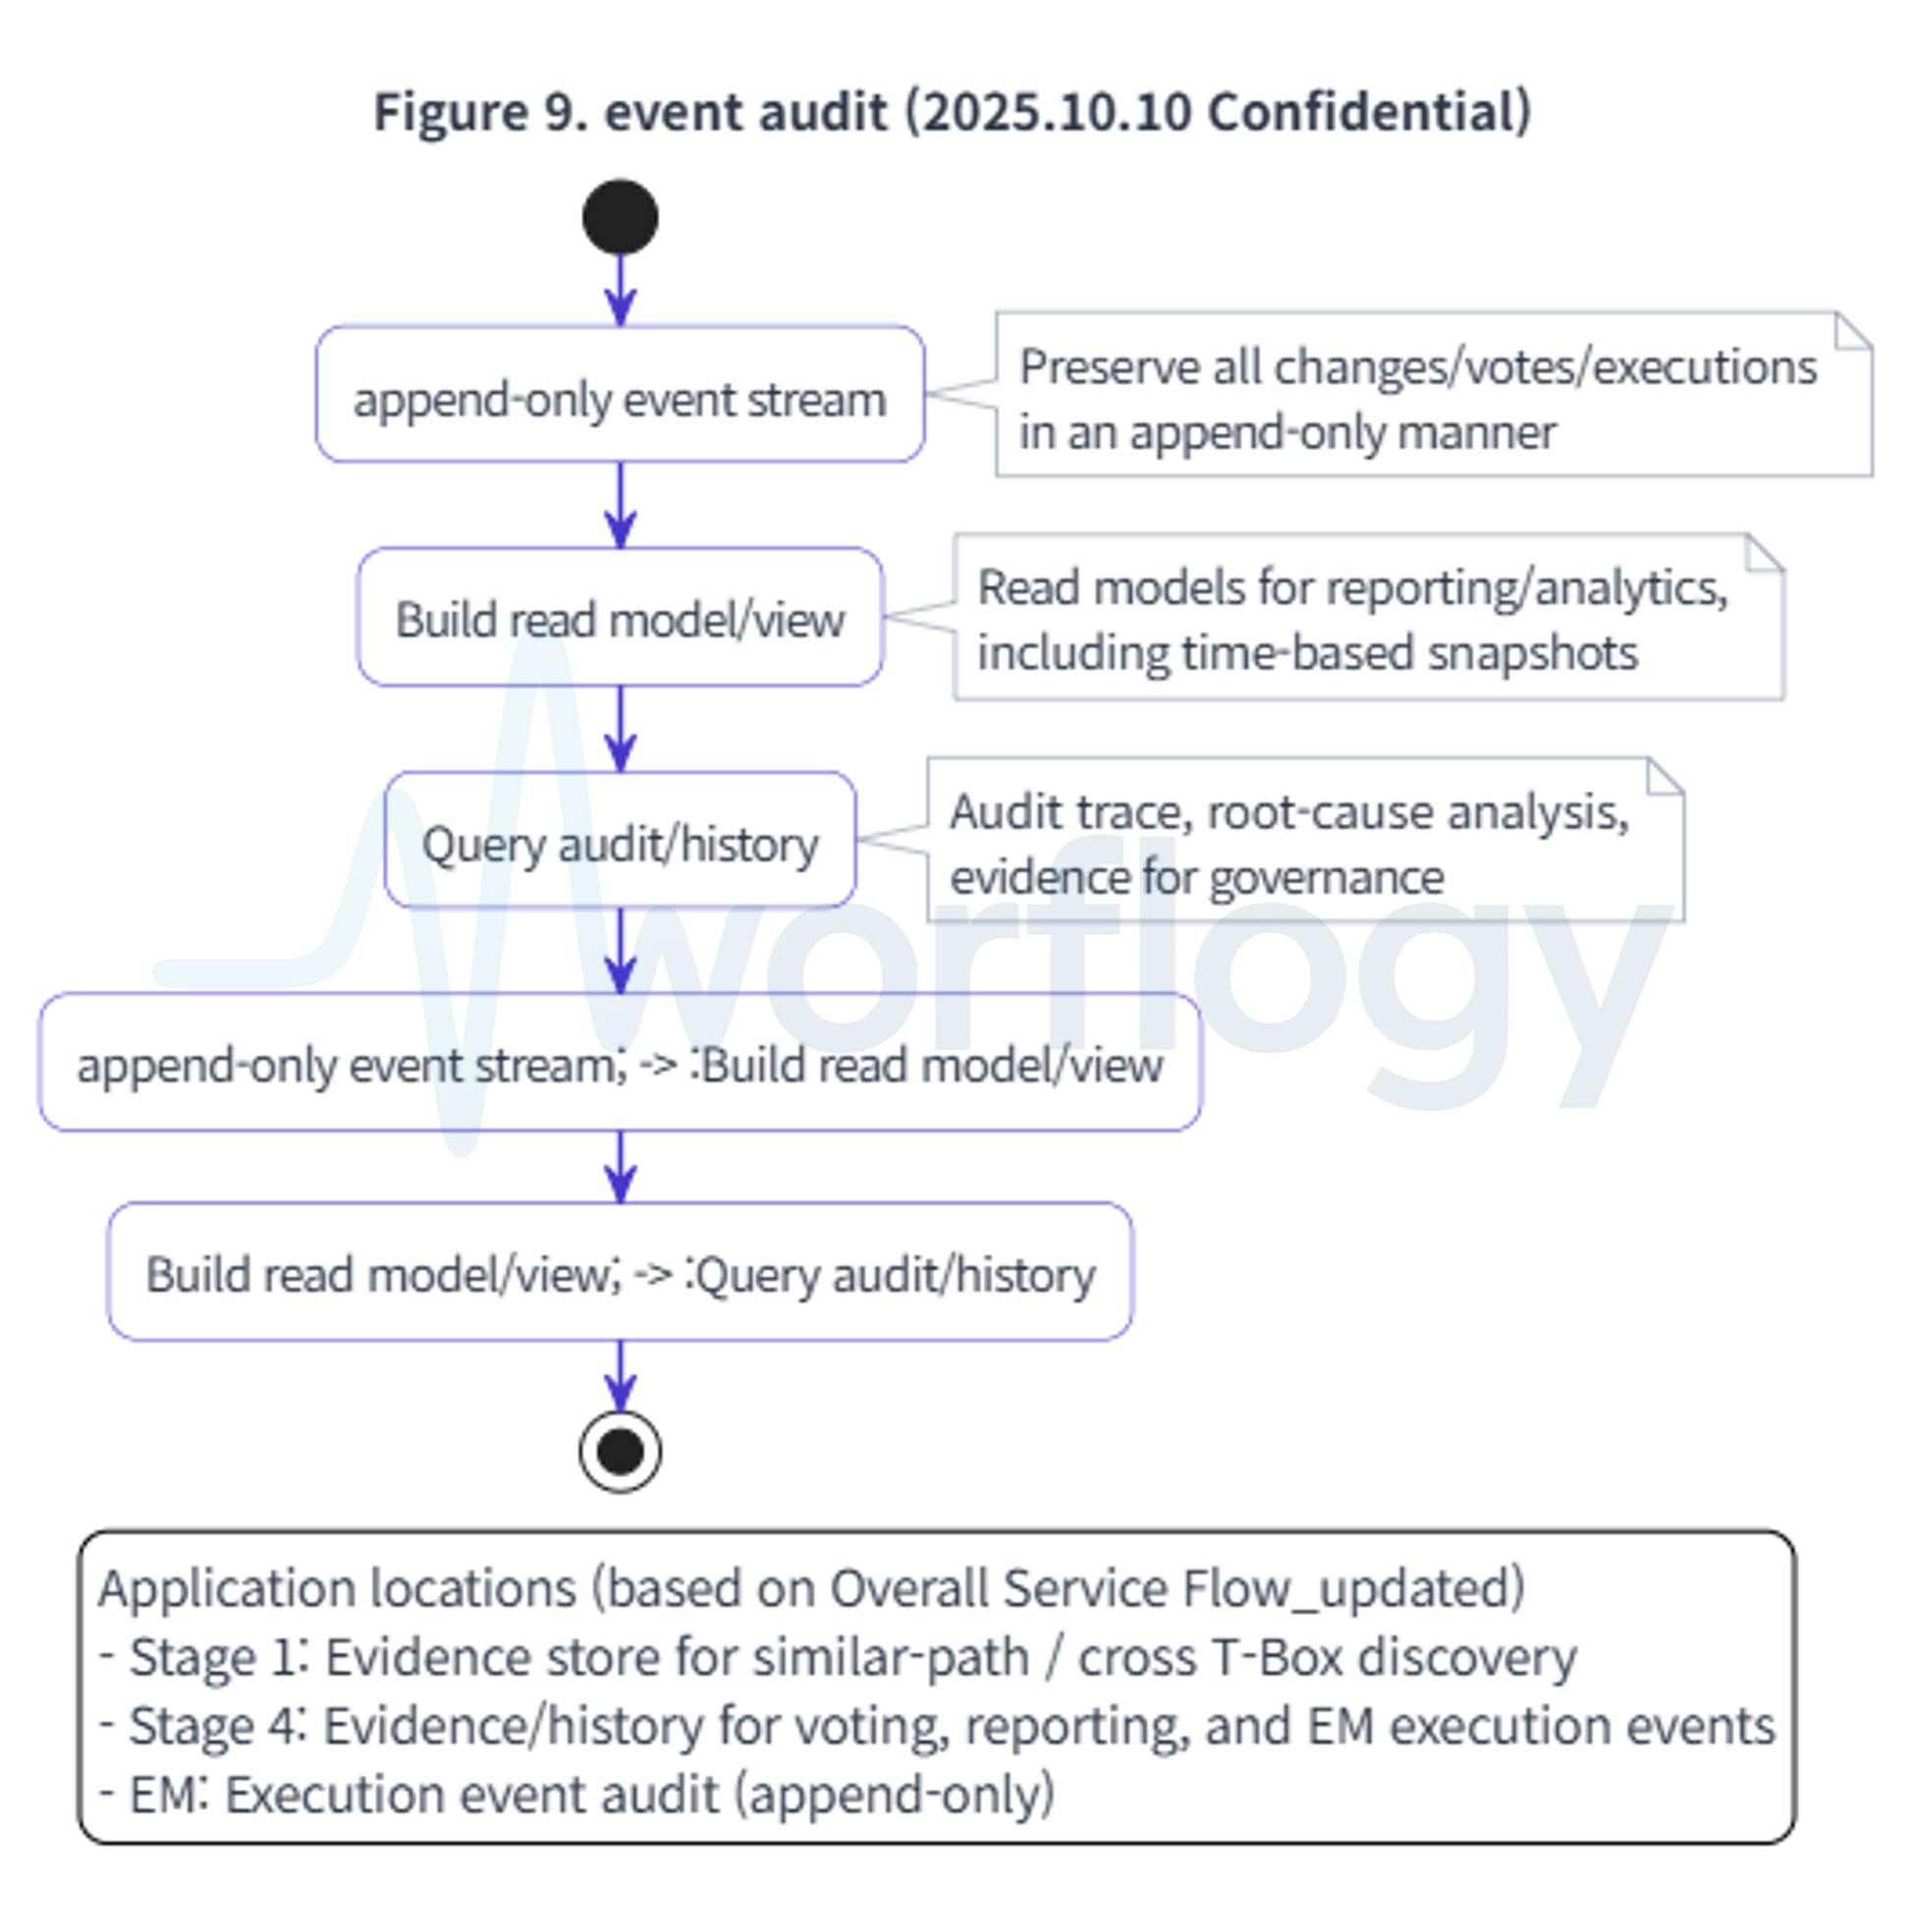 Figure 9. event audit (2025.10.10 Confidential)
append-only event stream
Preserve all changes/votes/executions
in an append-only manner
Build read model/view
Read models for reporting/analytics,
including time-based snapshots
Query audit/history
Audit trace, root-cause analysis,
evidence for governance
worflogy
append-only event stream; -> :Build read model/view
Build read model/view; -> :Query audit/history
Application locations (based on Overall Service Flow_updated)
- Stage 1: Evidence store for similar-path / cross T-Box discovery
- Stage 4: Evidence/history for voting, reporting, and EM execution events
- EM: Execution event audit (append-only)